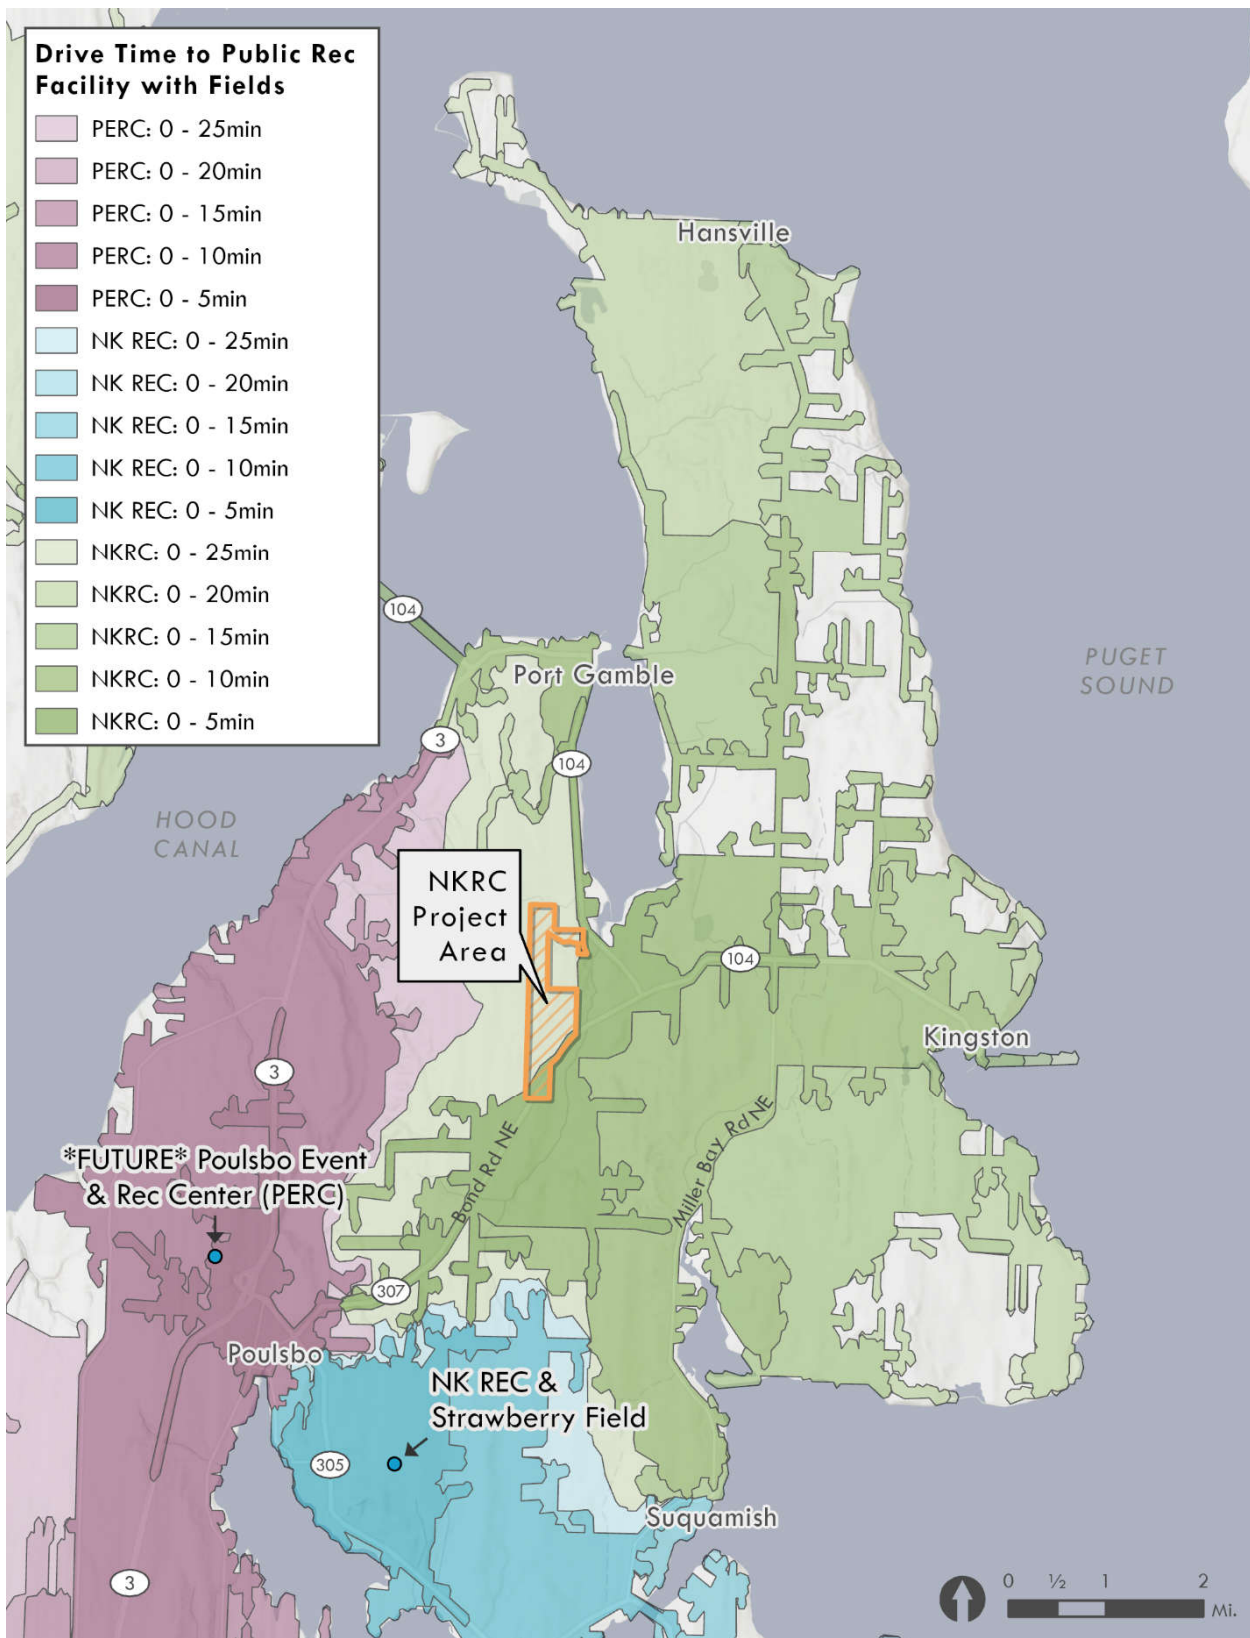 Drive Time to Public Rec
Facility with Fields
PERC: 0 - 25min
PERC: 0 - 20min
PERC: 0 - 15min
PERC: 0 - 10min
PERC: 0 - 5min
NK REC: 0 - 25min
NK REC: 0 - 20min
NK REC: 0 - 15min
NK REC: 0 - 10min
NK REC: 0 - 5min
NKRC: 0 - 25min
NKRC: 0 - 20min
NKRC: 0 - 15min
NKRC: 0 - 10min
NKRC: 0 - 5min
Hansville
104
Port Gamble
PUGET
SOUND
3
104
HOOD
CANAL
NKRC
Project
Area
104
Kingston
3
Bond Rd NE
Miller Bay Rd NE
*FUTURE* Poulsbo Event
& Rec Center (PERC)
307
Poulsbo
NK REC &
Strawberry Field
305
Suquamish
3
0 ½ 1 2
Mi.